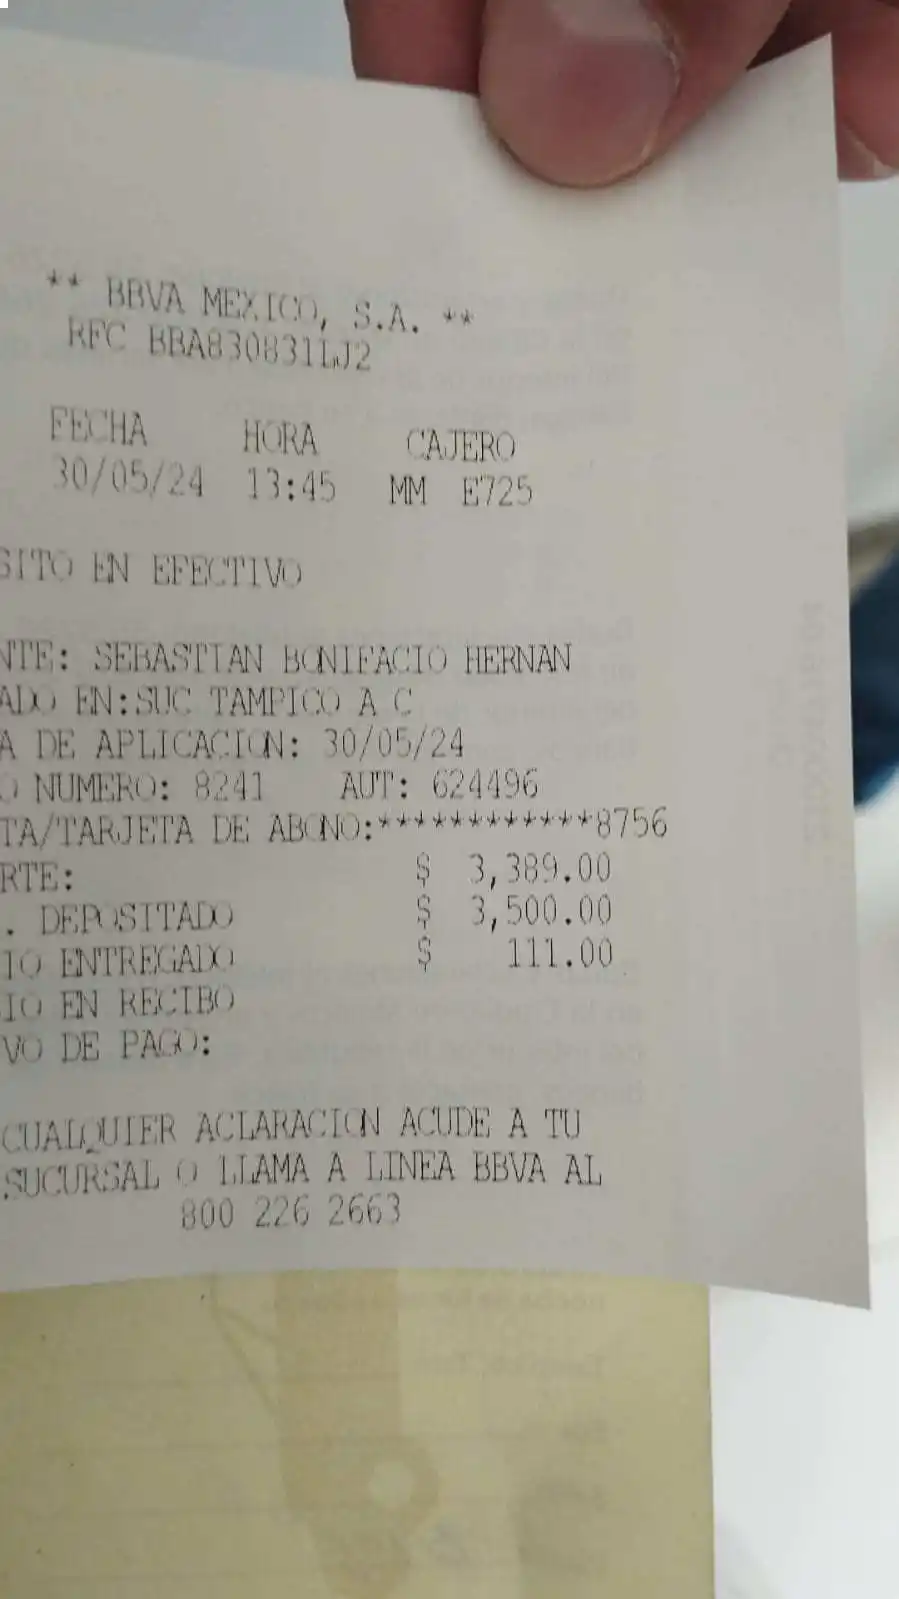 ** BBVA MEXICO, S.A. **
RFC BBA830831LJ2
FECHA HORA CAJERO
30/05/24 13:45 MM E725
SITO EN EFECTIVO
NTE: SEBASTIAN BONIFACIO HERNAN
ADO EN:SUC TAMPICO A C
A DE APLICACION: 30/05/24
O NUMERO: 8241 AUT: 624496
TA/TARJETA DE ABONO:************8756
RTE: $ 3,389.00
. DEPOSITADO $ 3,500.00
IO ENTREGADO $ 111.00
IO EN RECIBO
VO DE PAGO:
CUALQUIER ACLARACION ACUDE A TU
SUCURSAL O LLAMA A LINEA BBVA AL
800 226 2663